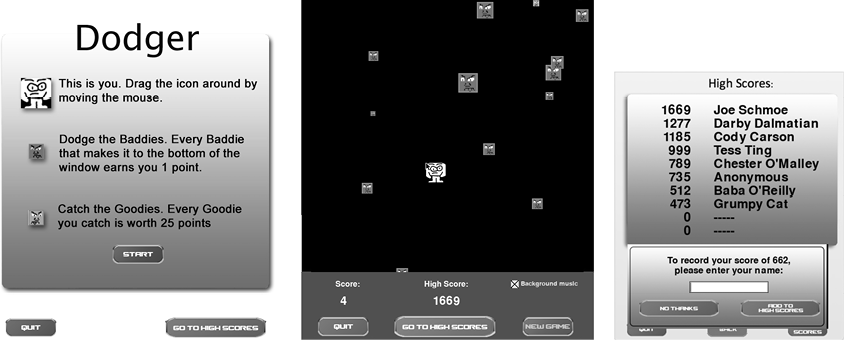 Dodger
This is you. Drag the icon around by
moving the mouse.
Dodge the Baddies. Every Baddie
that makes it to the bottom of the
window earns you 1 point.
Catch the Goodies. Every Goodie
you catch is worth 25 points
START
QUIT
GO TO HIGH SCORES
Score:
High Score:
Background music
4
1669
QUIT
GO TO HIGH SCORES
NEW GAME
High Scores:
1669 Joe Schmoe
1277 Darby Dalmatian
1185 Cody Carson
999 Tess Ting
789 Chester O'Malley
735 Anonymous
512 Baba O'Reilly
473 Grumpy Cat
0 -----
0 -----
To record your score of 662,
please enter your name:
NO THANKS
ADD TO
HIGH SCORES
QUIT
BACK
SCORES